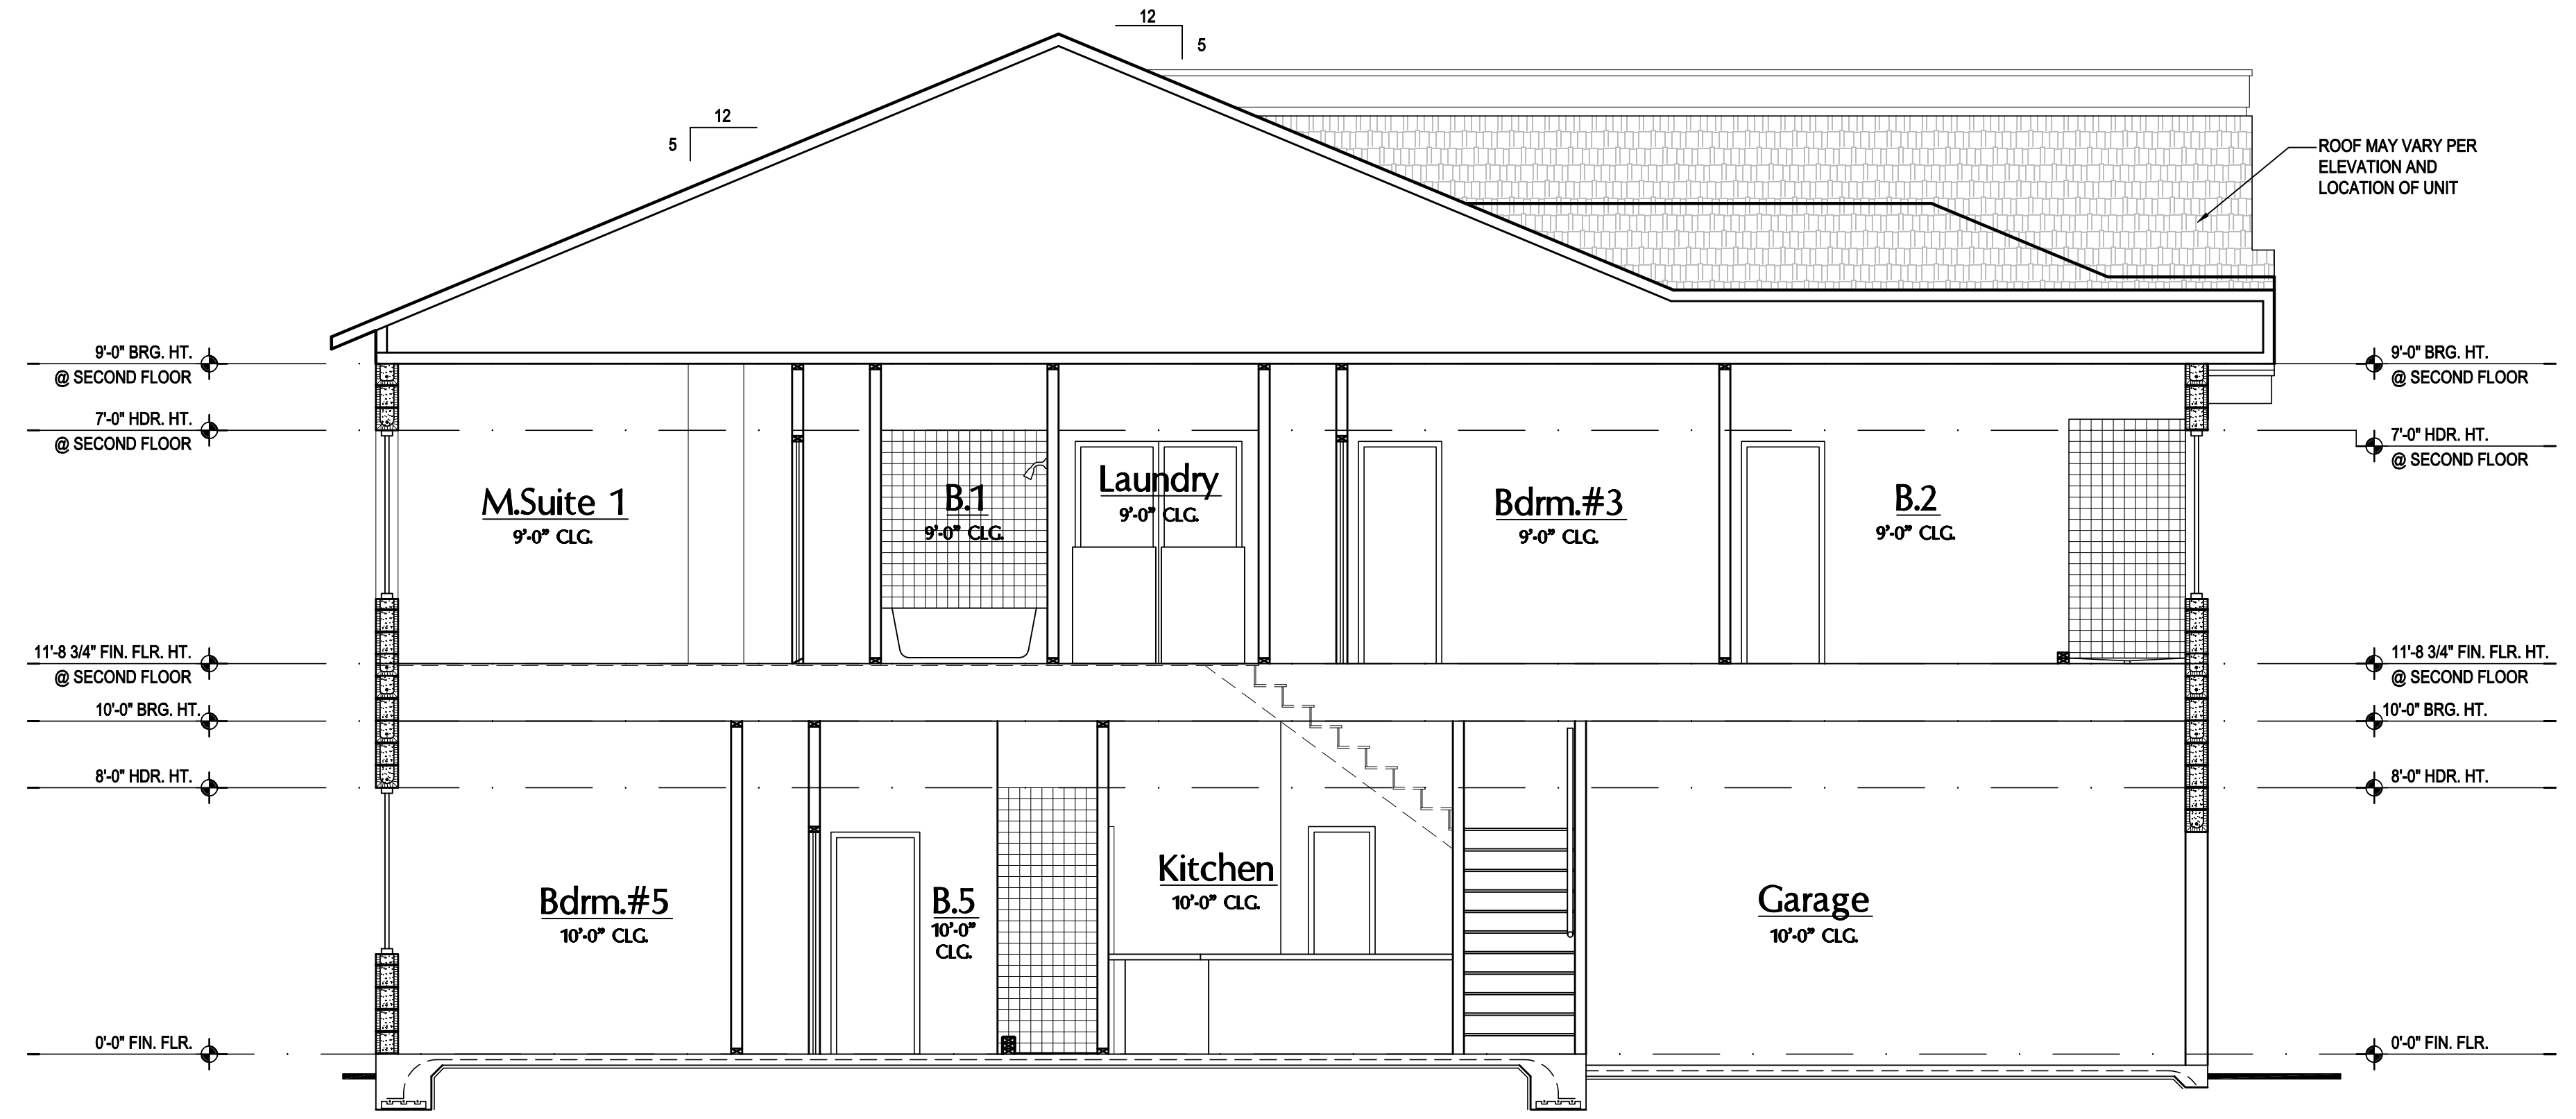 12
5
12
5
ROOF MAY VARY PER
ELEVATION AND
LOCATION OF UNIT
9'-0" BRG. HT.
@ SECOND FLOOR
9'-0" BRG. HT.
@ SECOND FLOOR
7'-0" HDR. HT.
@ SECOND FLOOR
7'-0" HDR. HT.
@ SECOND FLOOR
M.Suite 1
9'-0" CLG.
B.1
9'-0" CLG.
Laundry
9'-0" CLG.
Bdrm.#3
9'-0" CLG.
B.2
9'-0" CLG.
11'-8 3/4" FIN. FLR. HT.
@ SECOND FLOOR
11'-8 3/4" FIN. FLR. HT.
@ SECOND FLOOR
10'-0" BRG. HT.
10'-0" BRG. HT.
8'-0" HDR. HT.
8'-0" HDR. HT.
Bdrm.#5
10'-0" CLG.
B.5
10'-0"
CLG.
Kitchen
10'-0" CLG.
Garage
10'-0" CLG.
0'-0" FIN. FLR.
0'-0" FIN. FLR.